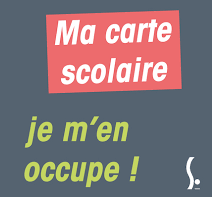 Ma carte
scolaire
je m'en
occupe !
S.